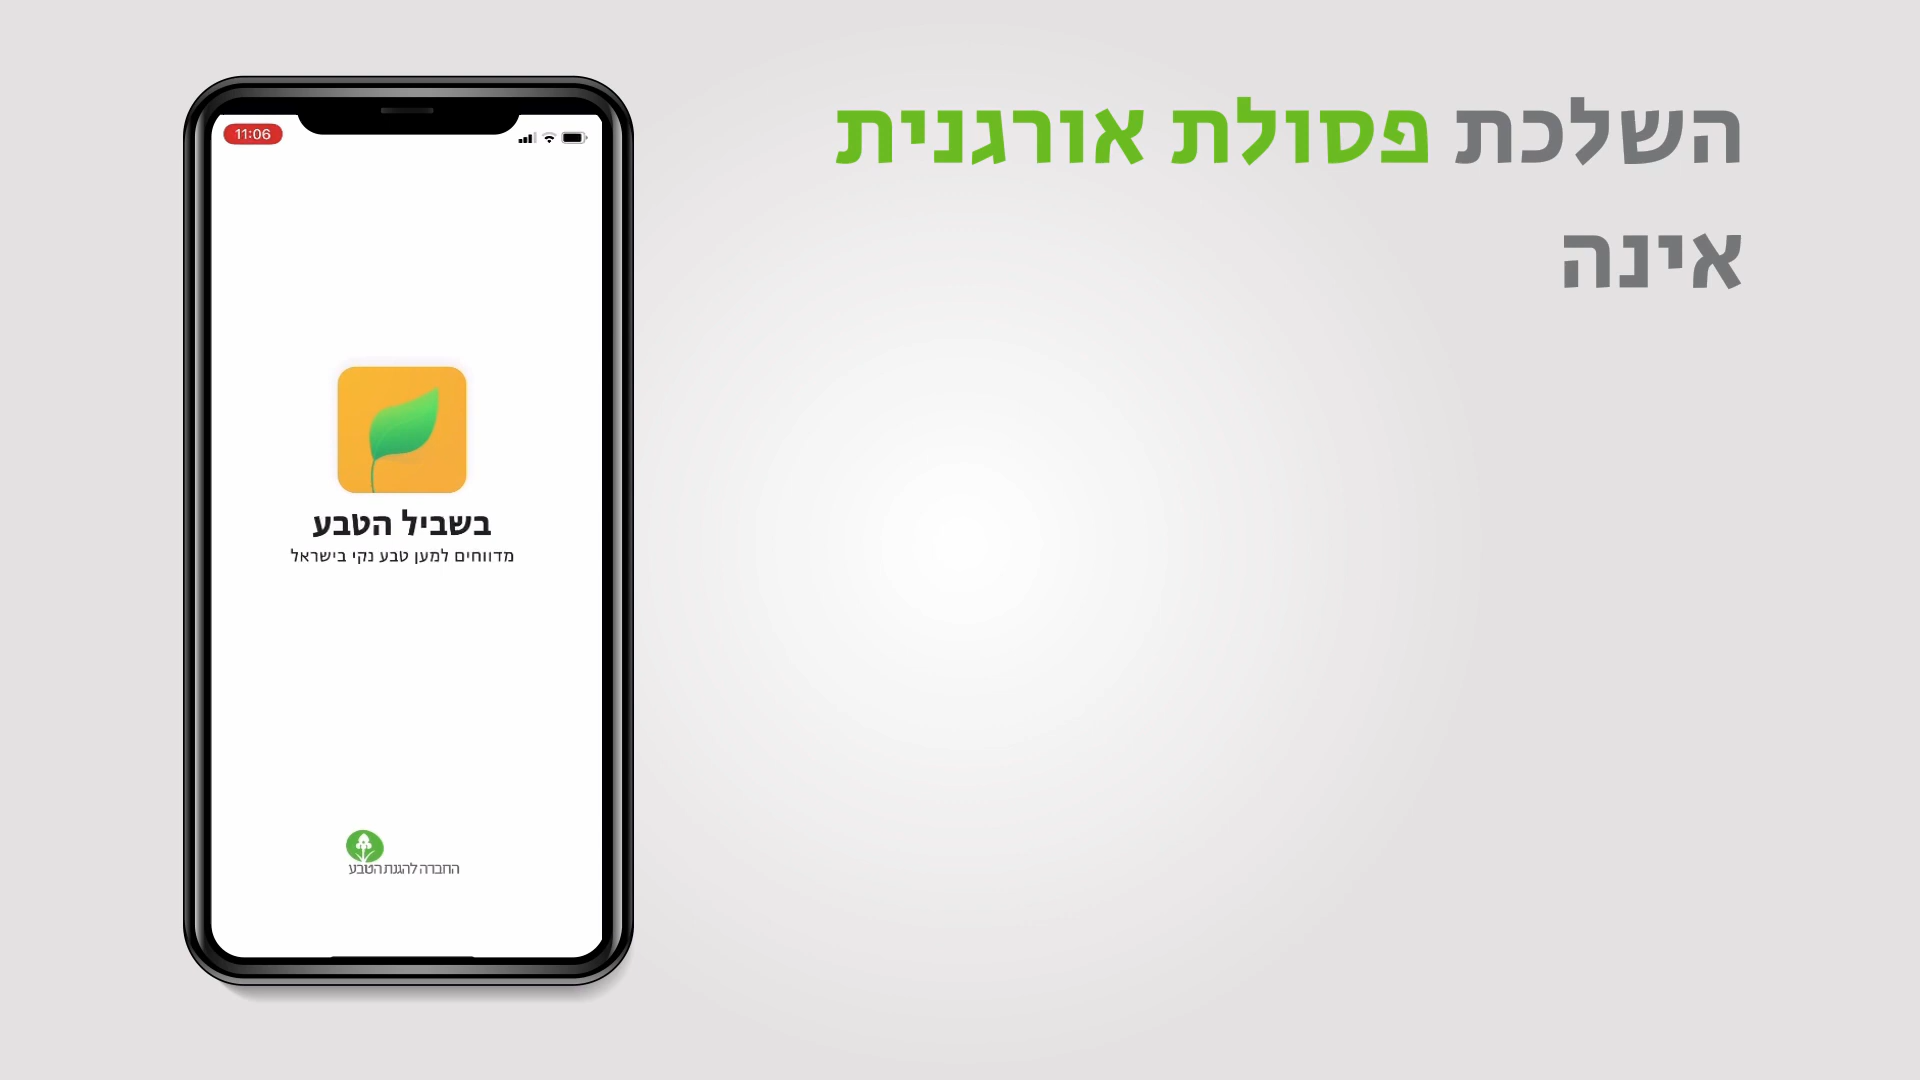 השלכת פסולת אורגנית
אינה
11:06
בשביל הטבע
מדווחים למען טבע נקי בישראל
החברה להגנת הטבע